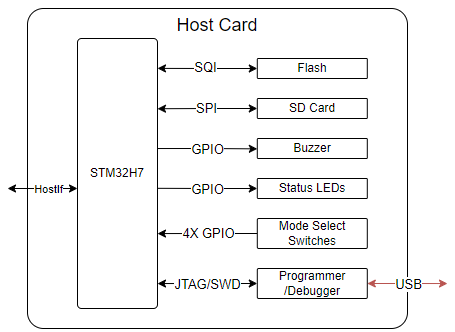 Host Card
SQI
Flash
SPI
SD Card
GPIO
Buzzer
STM32H7
HostIf
GPIO
Status LEDs
4X GPIO
Mode Select
Switches
JTAG/SWD
Programmer
/Debugger
USB